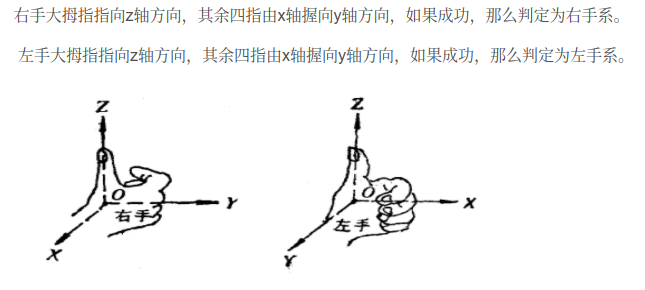 右手大拇指指向z轴方向，其余四指由x轴握向y轴方向，如果成功，那么判定为右手系。
左手大拇指指向z轴方向，其余四指由x轴握向y轴方向，如果成功，那么判定为左手系。
Z
O
Y
右手
X
Z
O
X
左手
Y